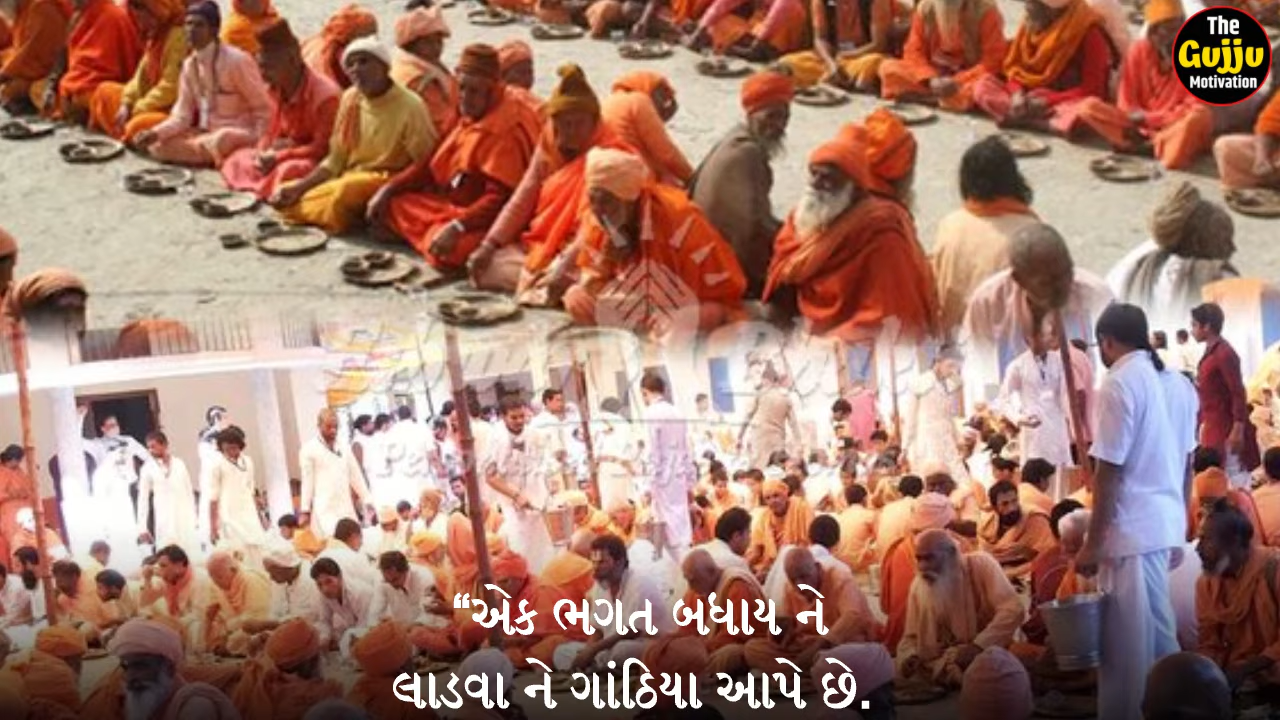 The
Gujju
Motivation
“એક ભગત બધાય ને
લાડવા ને ગાંઠિયા આપે છે.